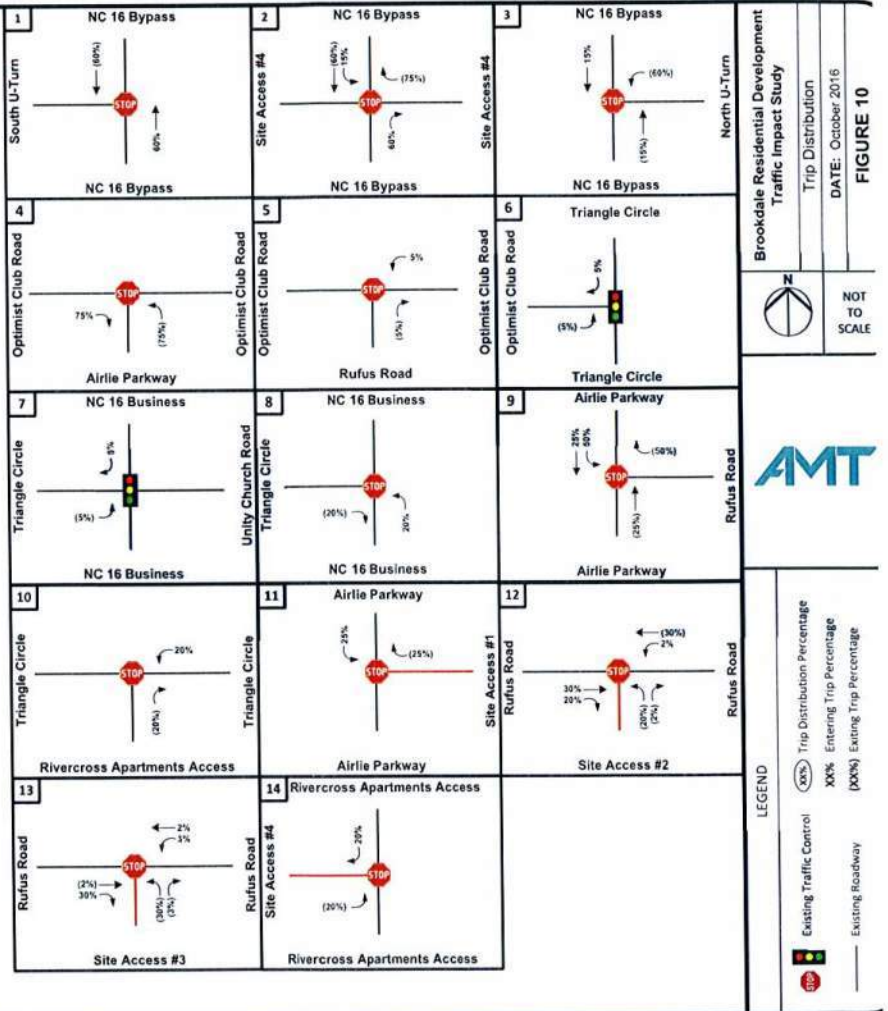 1
NC 16 Bypass
South U-Turn
(60%)
STOP
60%
NC 16 Bypass
2
NC 16 Bypass
Site Access #4
(60%)
15%
(75%)
STOP
60%
Site Access #4
NC 16 Bypass
3
NC 16 Bypass
15%
(60%)
STOP
(15%)
North U-Turn
NC 16 Bypass
4
Optimist Club Road
STOP
75%
(75%)
Optimist Club Road
Airlie Parkway
5
Optimist Club Road
5%
STOP
(5%)
Optimist Club Road
Rufus Road
6
Triangle Circle
Optimist Club Road
5%
(5%)
Triangle Circle
7
NC 16 Business
Triangle Circle
5%
(5%)
Unity Church Road
NC 16 Business
8
NC 16 Business
Triangle Circle
STOP
(20%)
20%
NC 16 Business
9
Airlie Parkway
25%
50%
(50%)
STOP
(25%)
Rufus Road
Airlie Parkway
10
Triangle Circle
20%
STOP
(20%)
Triangle Circle
Rivercross Apartments Access
11
Airlie Parkway
25%
(25%)
STOP
Site Access #1
Airlie Parkway
12
Rufus Road
(30%)
2%
STOP
30%
20%
(20%)
(2%)
Rufus Road
Site Access #2
13
Rufus Road
2%
3%
STOP
(2%)
30%
(30%)
(3%)
Rufus Road
Site Access #3
14
Rivercross Apartments Access
Site Access #4
20%
STOP
(20%)
Rivercross Apartments Access
Brookdale Residential Development
Traffic Impact Study
Trip Distribution
DATE: October 2016
FIGURE 10
N
NOT
TO
SCALE
AMT
LEGEND
STOP
Existing Traffic Control
Existing Roadway
XX% Trip Distribution Percentage
XX% Entering Trip Percentage
(XX%) Exiting Trip Percentage